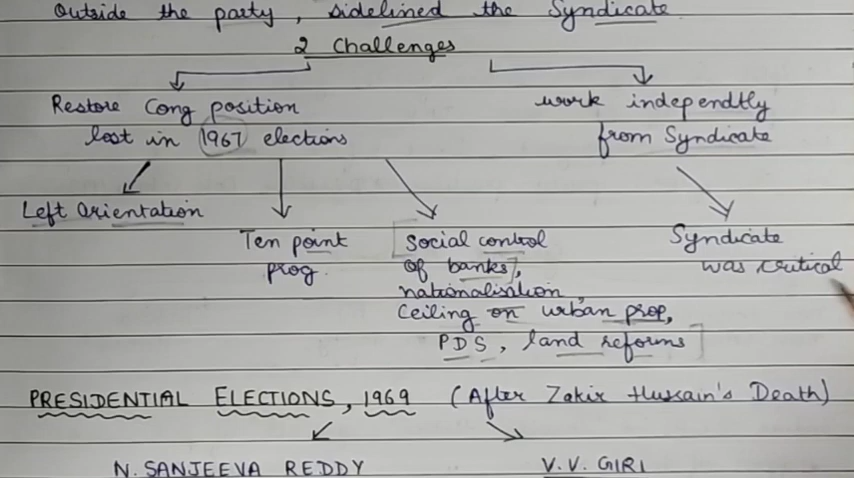 Outside the party, sidelined the Syndicate
2 Challenges
Restore Cong position
lost in 1967 elections
work independtly
from Syndicate
Left Orientation
Ten point
prog.
Social control
of banks,
nationalisation,
Ceiling on urban prop,
PDS, land reforms
Syndicate
was critical
PRESIDENTIAL ELECTIONS, 1969 (After Zakir Hussain's Death)
N. SANJEEVA REDDY
V.V. GIRI